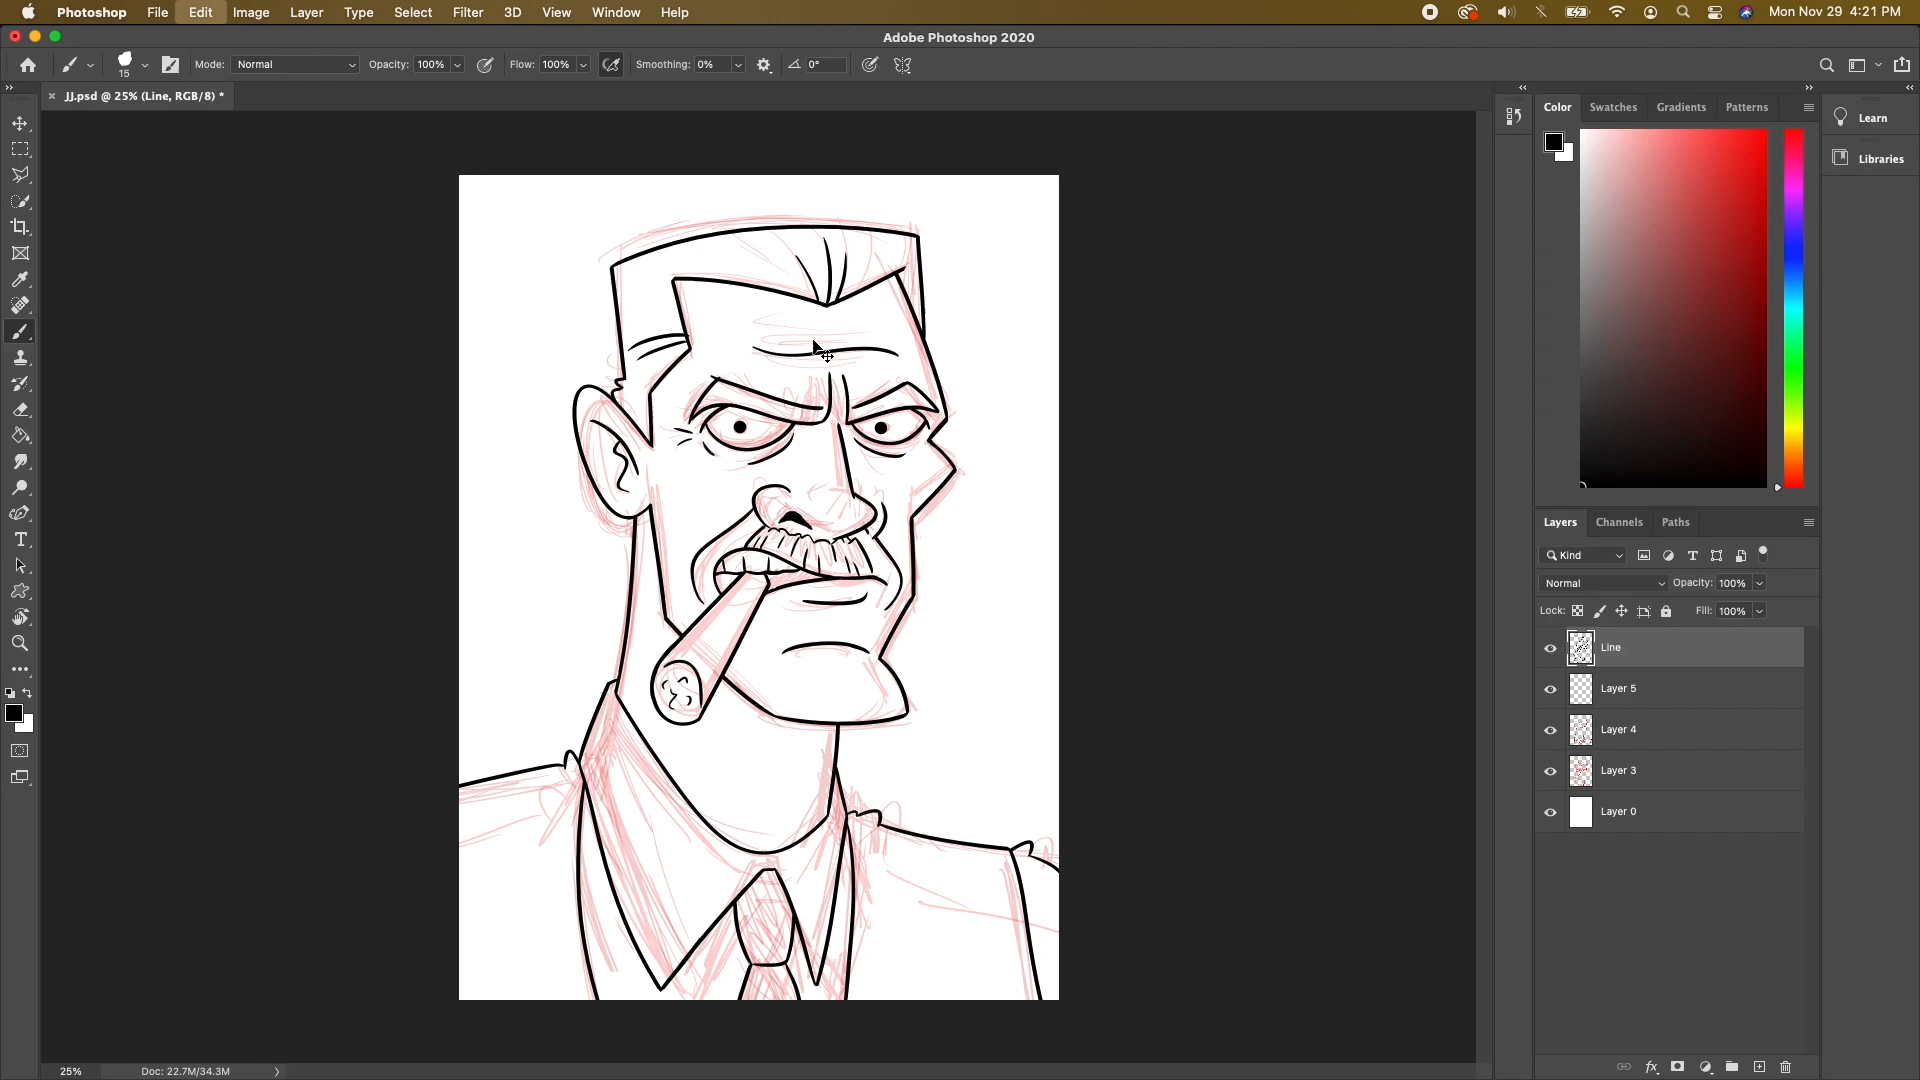 Photoshop File Edit Image Layer Type Select Filter 3D View Window Help Mon Nov 29 4:21 PM
Adobe Photoshop 2020
15 Mode: Normal Opacity: 100% Flow: 100% Smoothing: 0% 0°
JJ.psd @ 25% (Line, RGB/8) *
Color Swatches Gradients Patterns
Learn
Libraries
Layers Channels Paths
Kind
Normal Opacity: 100%
Lock: Fill: 100%
Line
Layer 5
Layer 4
Layer 3
Layer 0
25% Doc: 22.7M/34.3M